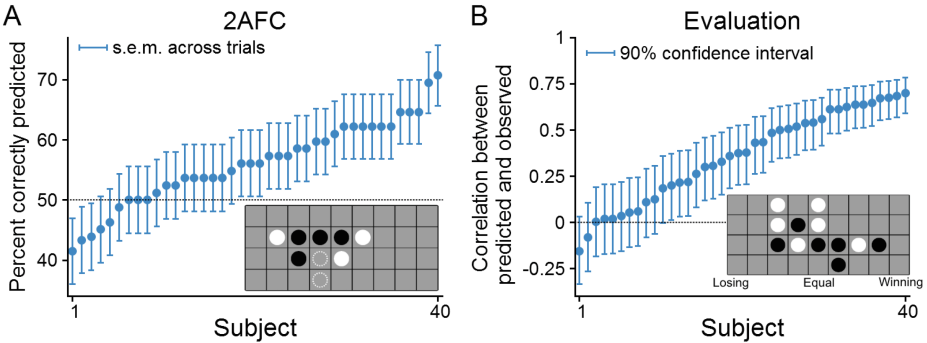 A
2AFC
s.e.m. across trials
Percent correctly predicted
70
60
50
40
1
40
Subject
B
Evaluation
90% confidence interval
Correlation between
predicted and observed
1
0.75
0.5
0.25
0
-0.25
Losing
Equal
Winning
1
40
Subject